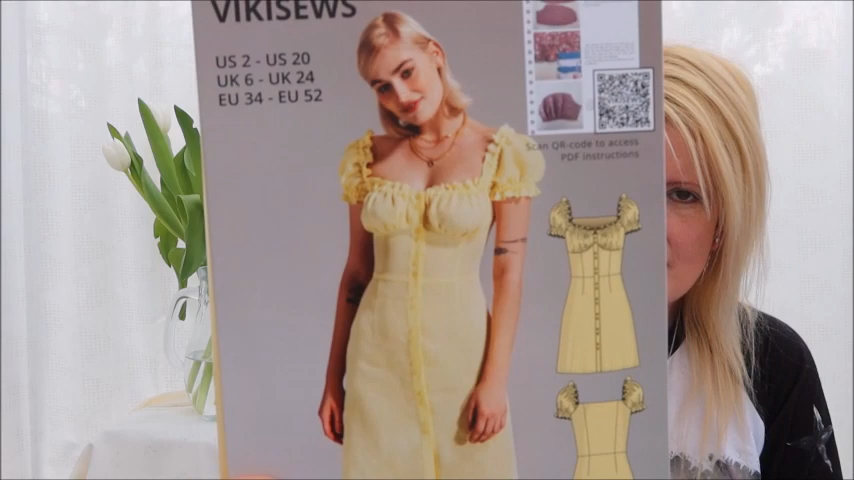 VIKISEWS
US 2 - US 20
UK 6 - UK 24
EU 34 - EU 52
Scan QR-code to access
PDF instructions